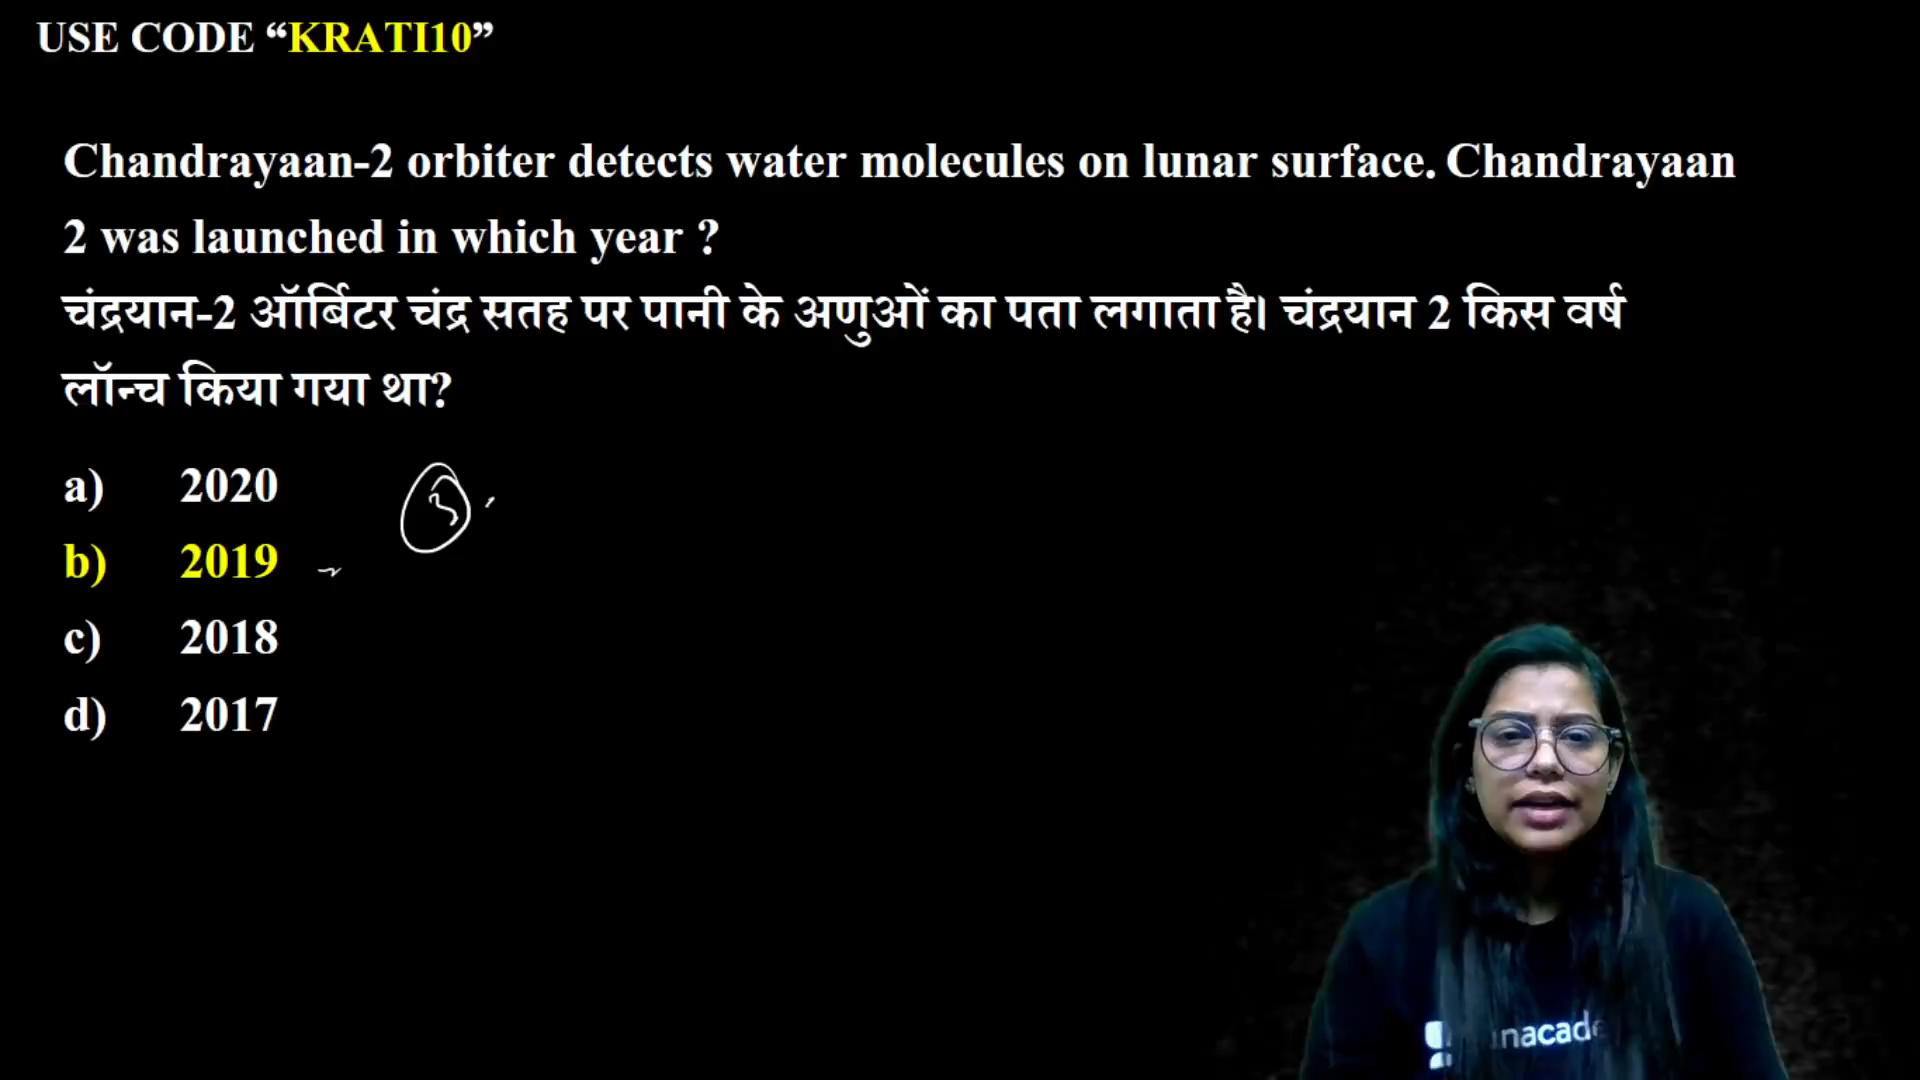 USE CODE “KRATI10”
Chandrayaan-2 orbiter detects water molecules on lunar surface. Chandrayaan
2 was launched in which year ?
चंद्रयान-2 ऑर्बिटर चंद्र सतह पर पानी के अणुओं का पता लगाता है। चंद्रयान 2 किस वर्ष
लॉन्च किया गया था?
a) 2020
3
b) 2019
c) 2018
d) 2017